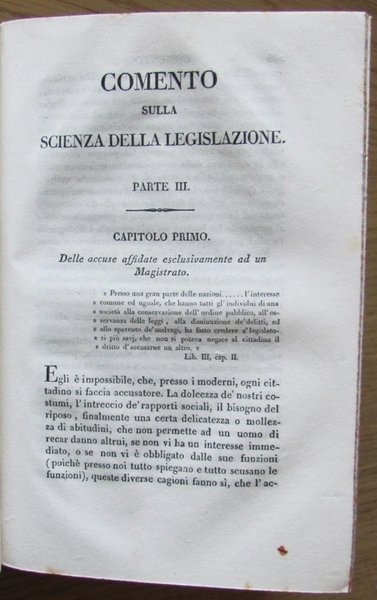 COMENTO
SULLA
SCIENZA DELLA LEGISLAZIONE.
PARTE III.
CAPITOLO PRIMO.
Delle accuse affidate esclusivamente ad un
Magistrato.
» Presso una gran parte delle nazioni...... l'interesse
» comune ed uguale, che hanno tutti gl'individui di una
» società alla conservazione dell'ordine pubblico, all'os-
» servanza delle leggi, alla diminuzione de'delitti, ed
» allo spavento de'malvagi, ha fatto credere a'legislato-
» ri più savj, che non si poteva negare al cittadino il
» dritto d'accusarne un altro. »
Lib. III, cap. II.
Egli è impossibile, che, presso i moderni, ogni cit-
tadino si faccia accusatore. La dolcezza de' nostri co-
stumi, l'intreccio de'rapporti sociali, il bisogno del
riposo, finalmente una certa delicatezza o mollez-
za di abitudini, che non permette ad un uomo di
recar danno altrui, se non vi ha un interesse imme-
diato, o se non vi è obbligato dalle sue funzioni
(poichè presso noi tutto spiegano e tutto scusano le
funzioni), queste diverse cagioni fanno sì, che l'ac-